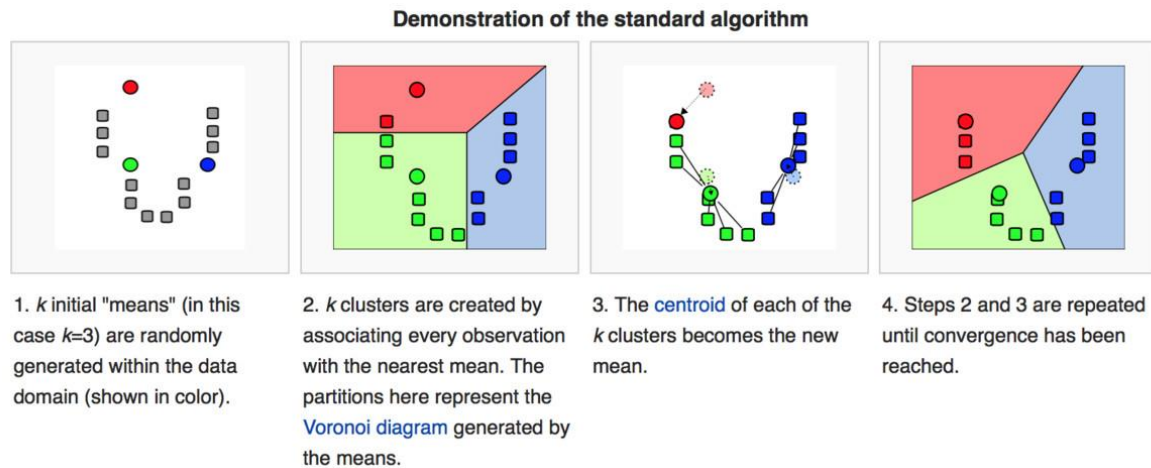 Demonstration of the standard algorithm
1. k initial "means" (in this
case k=3) are randomly
generated within the data
domain (shown in color).
2. k clusters are created by
associating every observation
with the nearest mean. The
partitions here represent the
Voronoi diagram generated by
the means.
3. The centroid of each of the
k clusters becomes the new
mean.
4. Steps 2 and 3 are repeated
until convergence has been
reached.